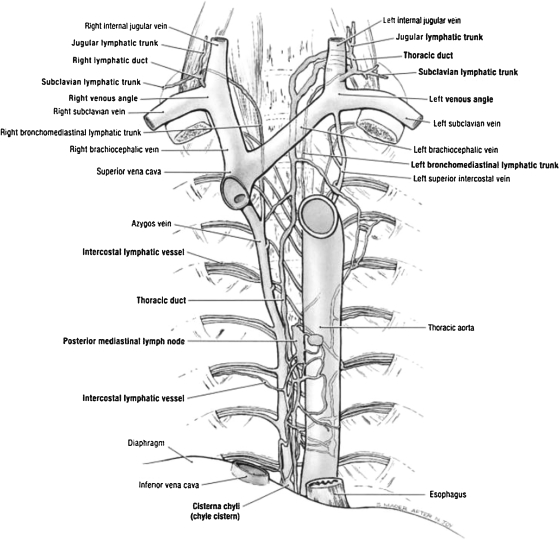 Right internal jugular vein
Jugular lymphatic trunk
Right lymphatic duct
Subclavian lymphatic trunk
Right venous angle
Right subclavian vein
Right bronchomediastinal lymphatic trunk
Right brachiocephalic vein
Superior vena cava
Azygos vein
Intercostal lymphatic vessel
Thoracic duct
Posterior mediastinal lymph node
Intercostal lymphatic vessel
Diaphragm
Inferior vena cava
Cisterna chyli
(chyle cistern)
Left internal jugular vein
Jugular lymphatic trunk
Thoracic duct
Subclavian lymphatic trunk
Left venous angle
Left subclavian vein
Left brachiocephalic vein
Left bronchomediastinal lymphatic trunk
Left superior intercostal vein
Thoracic aorta
Esophagus
AFTER N.